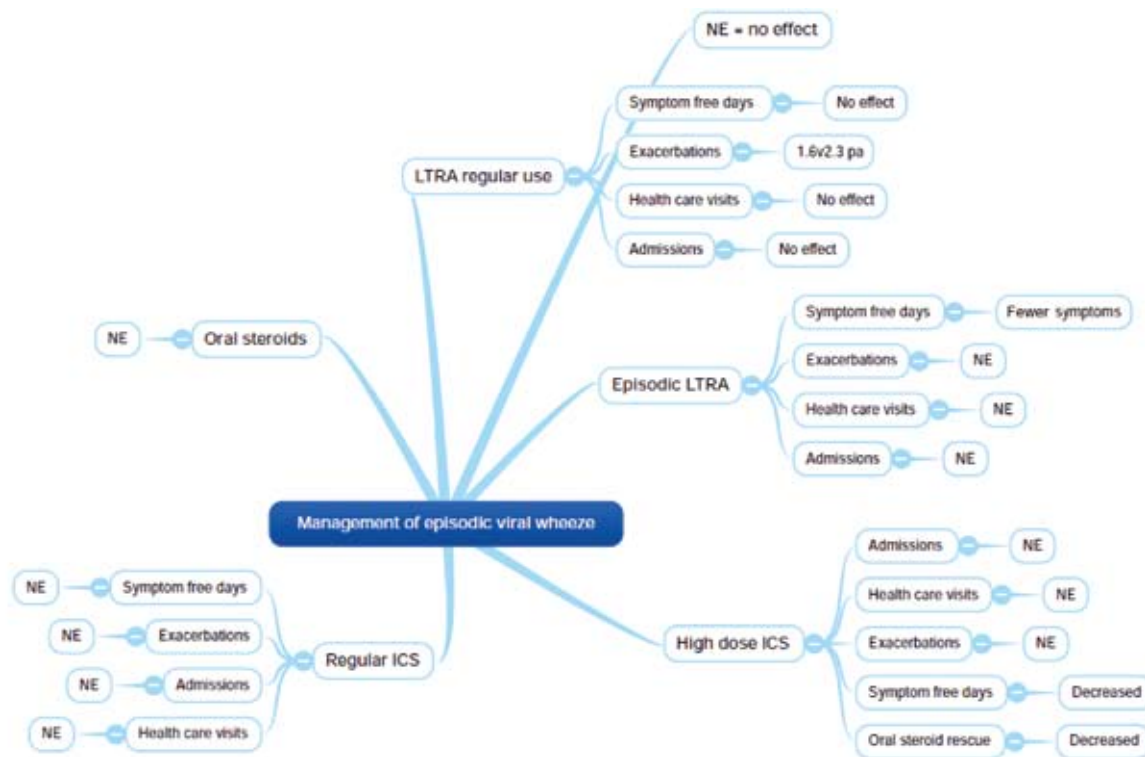 NE = no effect
LTRA regular use
Symptom free days
No effect
Exacerbations
1.6v2.3 pa
Health care visits
No effect
Admissions
No effect
NE
Oral steroids
Episodic LTRA
Symptom free days
Fewer symptoms
Exacerbations
NE
Health care visits
NE
Admissions
NE
Management of episodic viral wheeze
High dose ICS
Admissions
NE
Health care visits
NE
Exacerbations
NE
Symptom free days
Decreased
Oral steroid rescue
Decreased
Regular ICS
NE
Symptom free days
NE
Exacerbations
NE
Admissions
NE
Health care visits